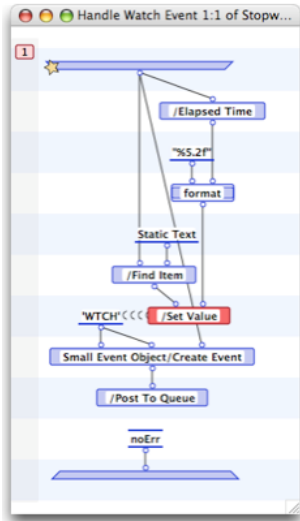 Handle Watch Event 1:1 of Stopw...
1
/Elapsed Time
"%5.2f"
format
Static Text
/Find Item
'WTCH'
/Set Value
Small Event Object/Create Event
/Post To Queue
noErr